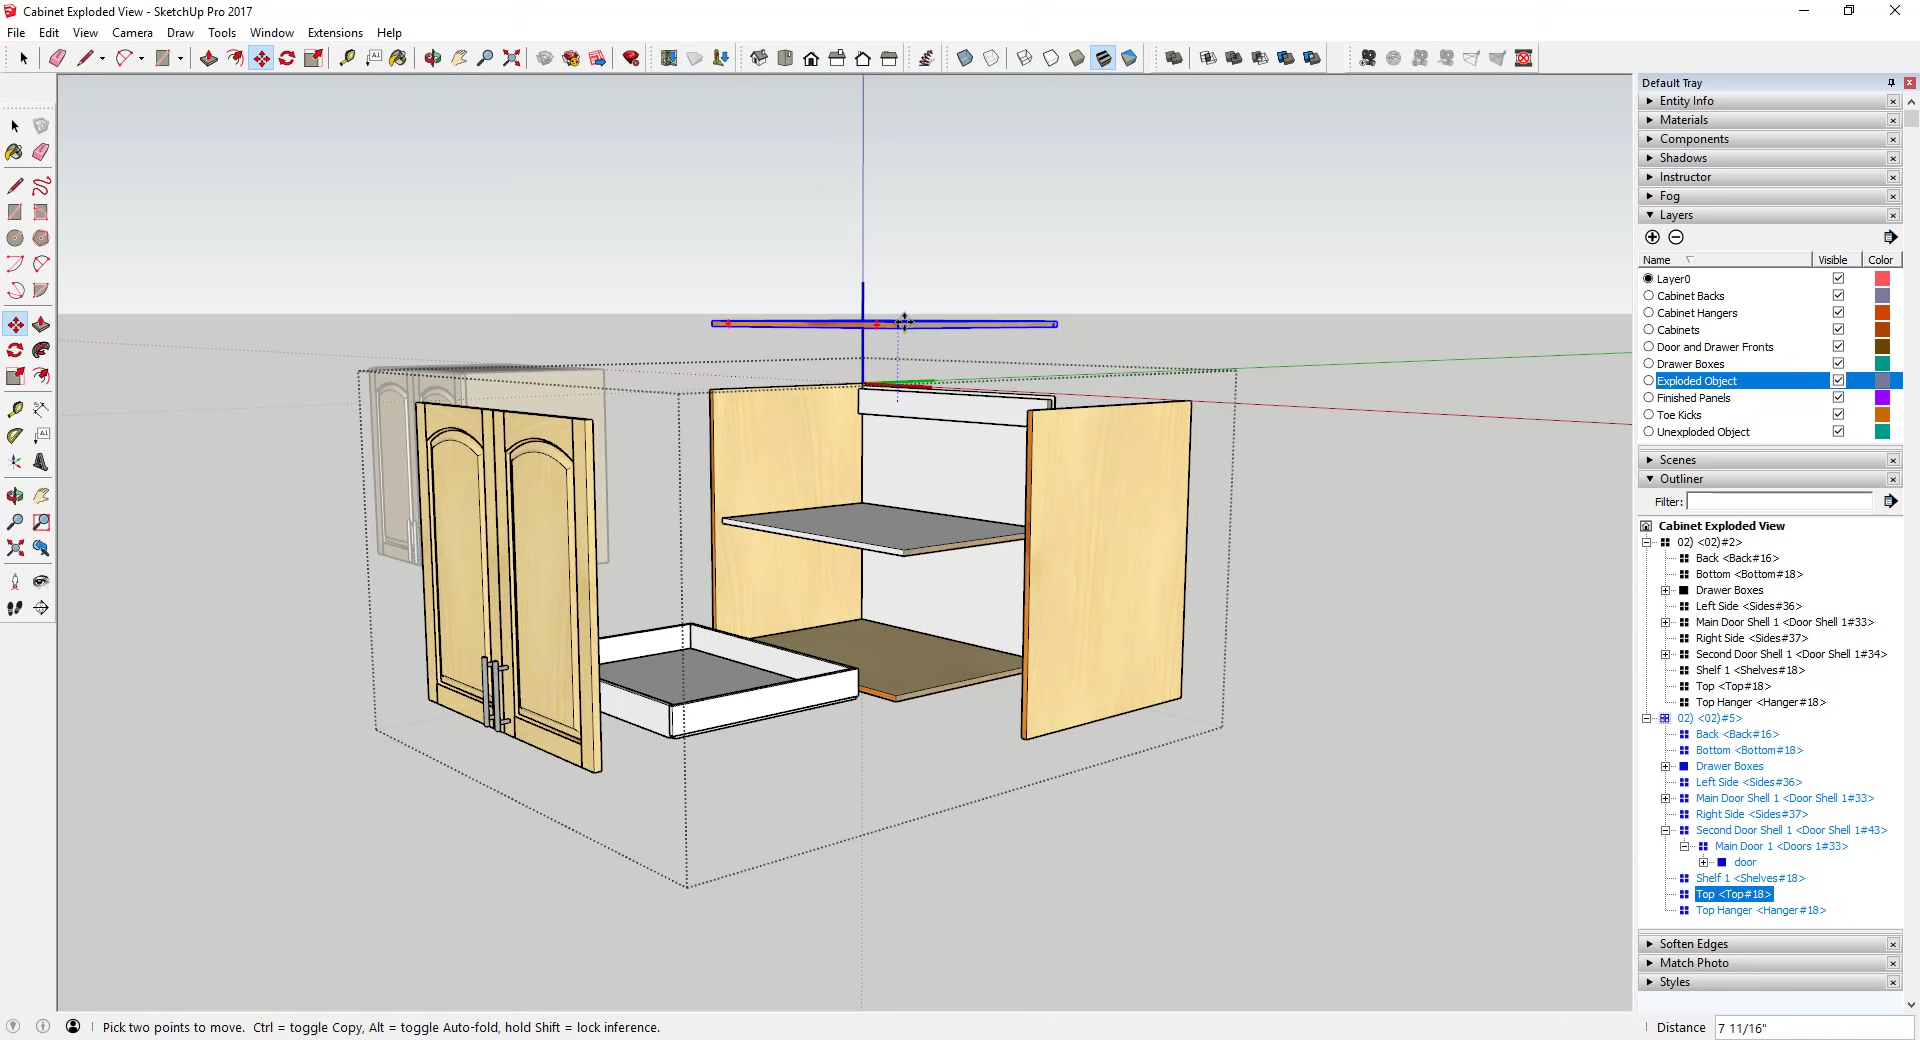 Cabinet Exploded View - SketchUp Pro 2017
File Edit View Camera Draw Tools Window Extensions Help
Default Tray
Entity Info
Materials
Components
Shadows
Instructor
Fog
Layers
Name Visible Color
Layer0
Cabinet Backs
Cabinet Hangers
Cabinets
Door and Drawer Fronts
Drawer Boxes
Exploded Object
Finished Panels
Toe Kicks
Unexploded Object
Scenes
Outliner
Filter:
Cabinet Exploded View
02) <02)#2>
Back <Back#16>
Bottom <Bottom#18>
Drawer Boxes
Left Side <Sides#36>
Main Door Shell 1 <Door Shell 1#33>
Right Side <Sides#37>
Second Door Shell 1 <Door Shell 1#34>
Shelf 1 <Shelves#18>
Top <Top#18>
Top Hanger <Hanger#18>
02) <02)#5>
Back <Back#16>
Bottom <Bottom#18>
Drawer Boxes
Left Side <Sides#36>
Main Door Shell 1 <Door Shell 1#33>
Right Side <Sides#37>
Second Door Shell 1 <Door Shell 1#43>
Main Door 1 <Doors 1#33>
door
Shelf 1 <Shelves#18>
Top <Top#18>
Top Hanger <Hanger#18>
Soften Edges
Match Photo
Styles
Pick two points to move. Ctrl = toggle Copy, Alt = toggle Auto-fold, hold Shift = lock inference.
Distance 7 11/16"